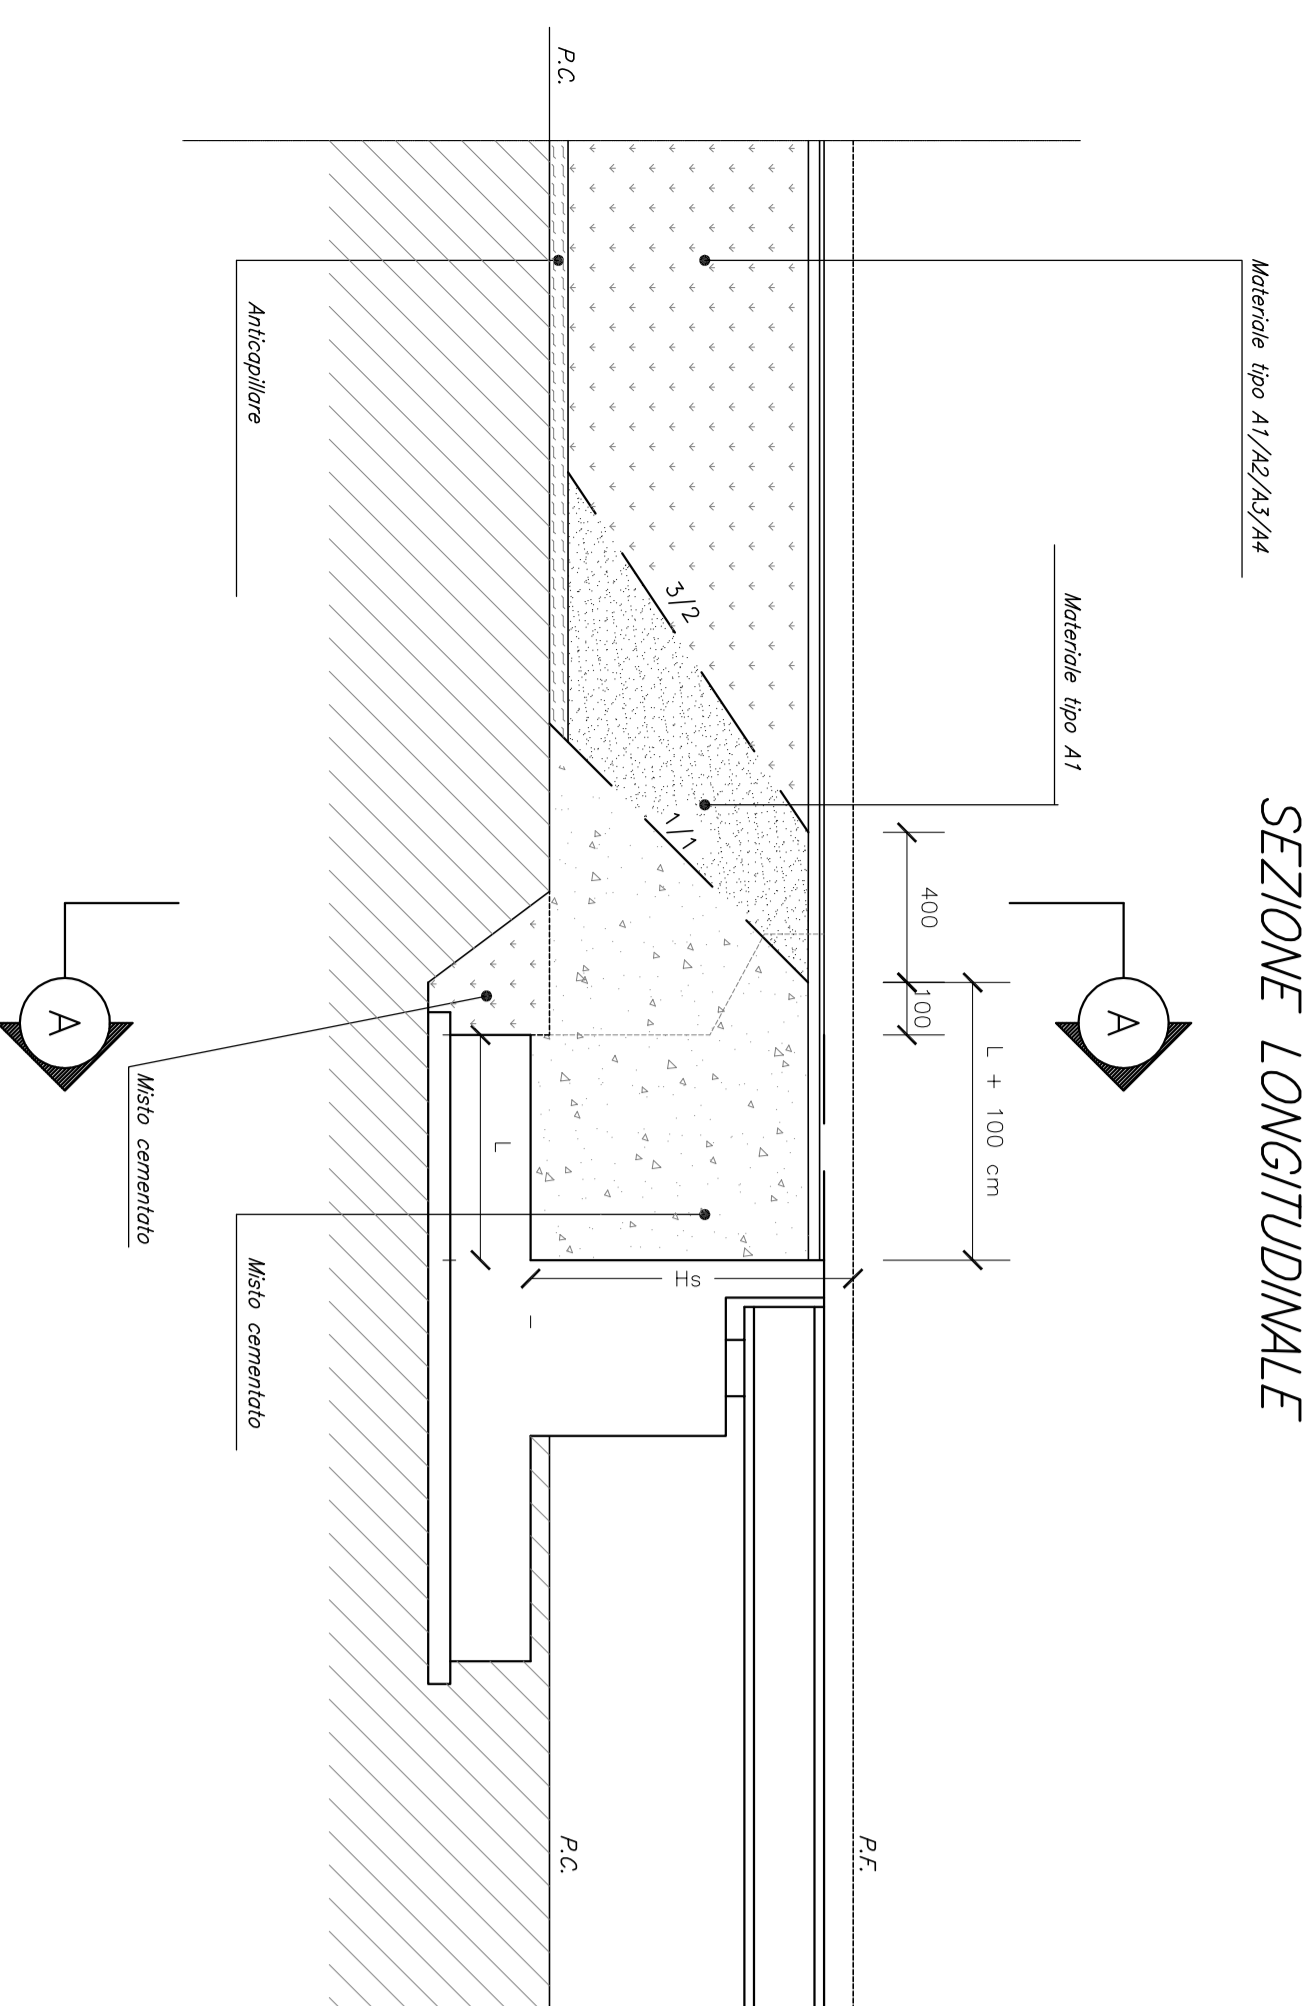 SEZIONE LONGITUDINALE
Materiale tipo A1/A2/A3/A4
Materiale tipo A1
A
L + 100 cm
400
100
P.F.
P.C.
3/2
1/1
Hs
P.C.
L
Anticapillare
Misto cementato
Misto cementato
A